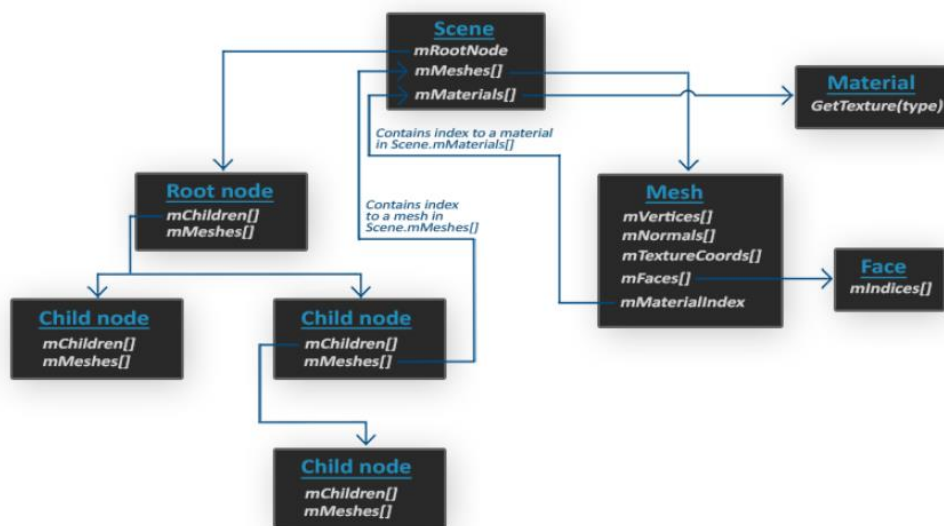 Scene
mRootNode
mMeshes[]
mMaterials[]
Material
GetTexture(type)
Contains index to a material
in Scene.mMaterials[]
Root node
mChildren[]
mMeshes[]
Contains index
to a mesh in
Scene.mMeshes[]
Mesh
mVertices[]
mNormals[]
mTextureCoords[]
mFaces[]
mMaterialIndex
Face
mIndices[]
Child node
mChildren[]
mMeshes[]
Child node
mChildren[]
mMeshes[]
Child node
mChildren[]
mMeshes[]